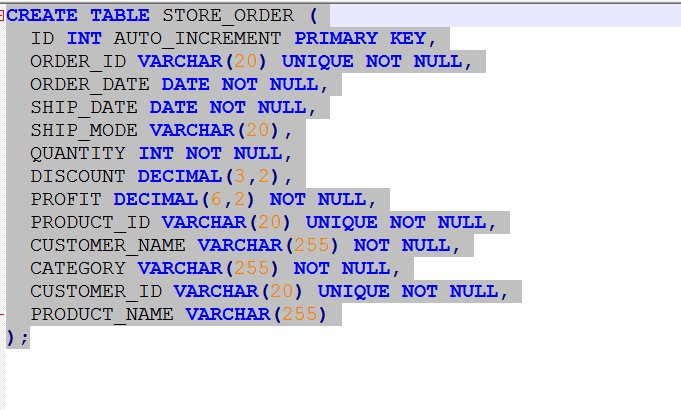 CREATE TABLE STORE_ORDER (
ID INT AUTO_INCREMENT PRIMARY KEY,
ORDER_ID VARCHAR(20) UNIQUE NOT NULL,
ORDER_DATE DATE NOT NULL,
SHIP_DATE DATE NOT NULL,
SHIP_MODE VARCHAR(20),
QUANTITY INT NOT NULL,
DISCOUNT DECIMAL(3,2),
PROFIT DECIMAL(6,2) NOT NULL,
PRODUCT_ID VARCHAR(20) UNIQUE NOT NULL,
CUSTOMER_NAME VARCHAR(255) NOT NULL,
CATEGORY VARCHAR(255) NOT NULL,
CUSTOMER_ID VARCHAR(20) UNIQUE NOT NULL,
PRODUCT_NAME VARCHAR(255)
);